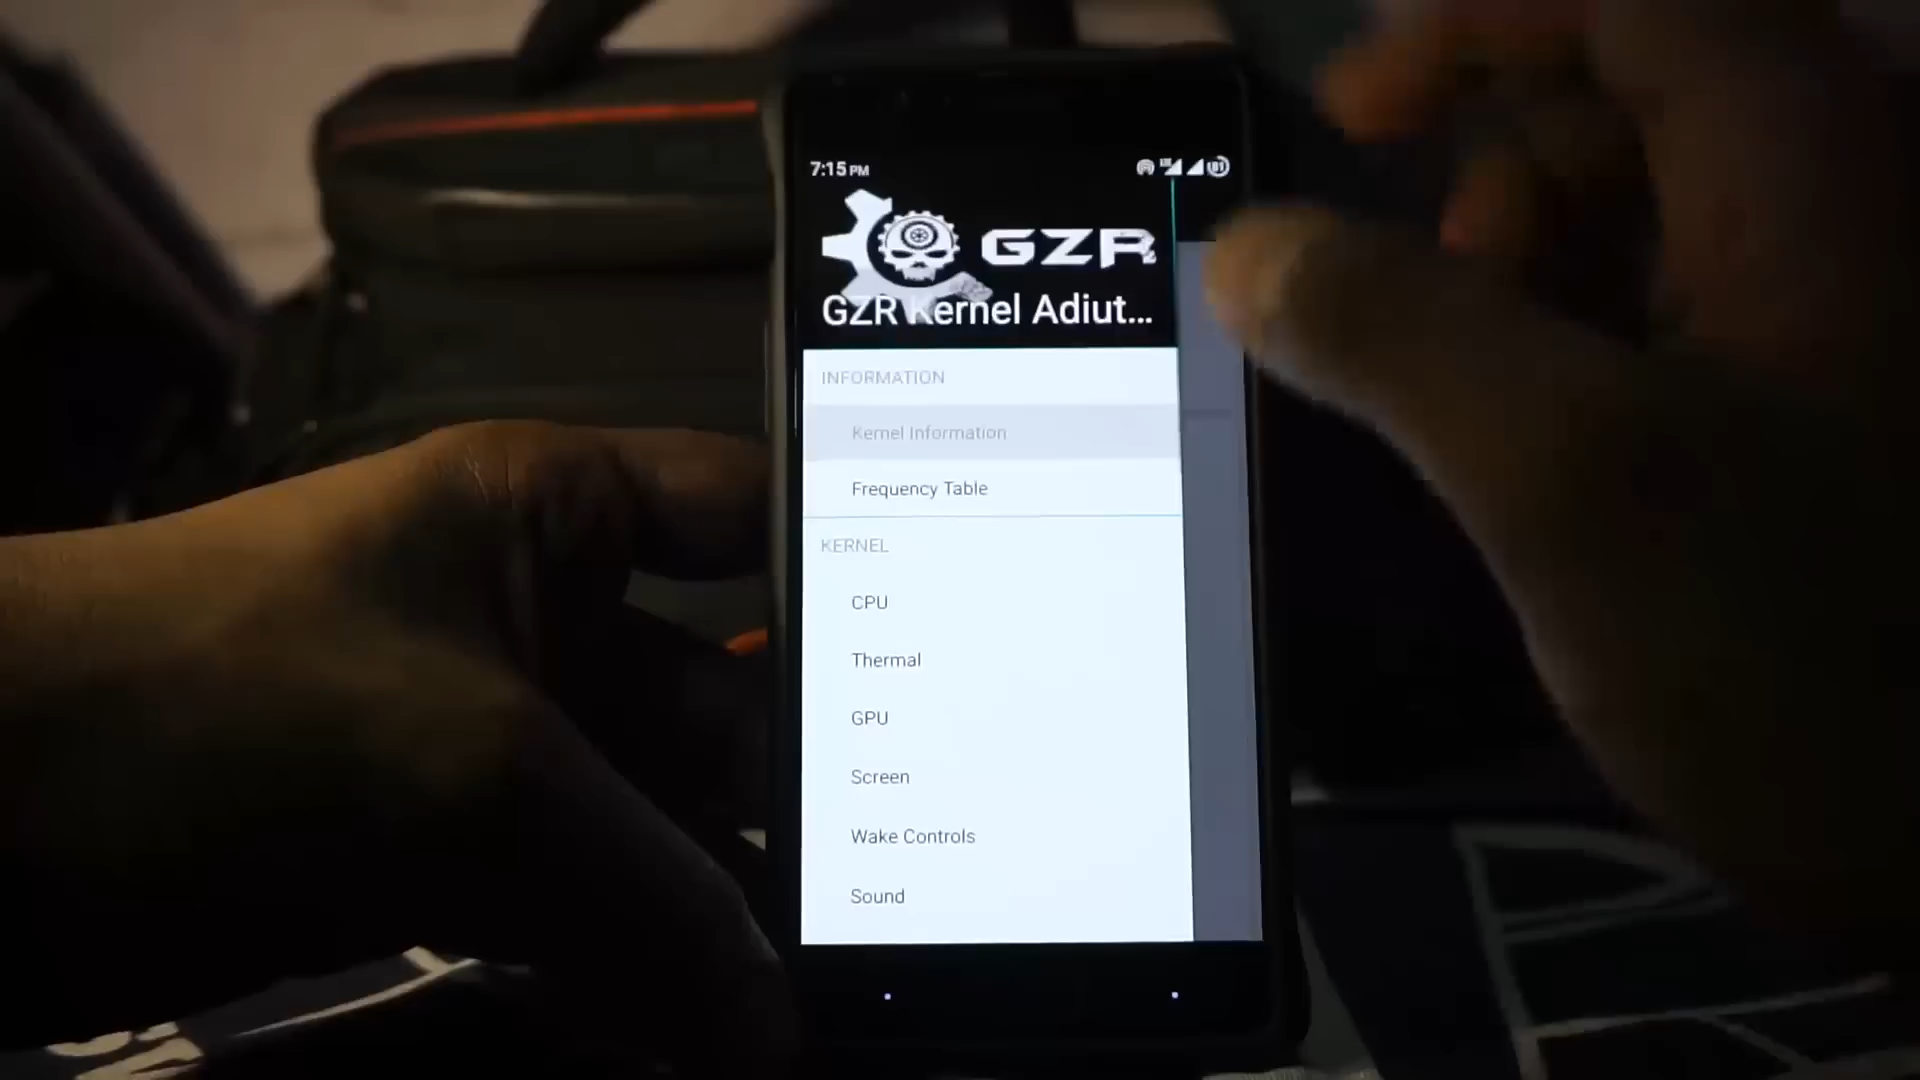 7:15 PM
81
GZR
GZR Kernel Adiut...
INFORMATION
Kernel Information
Frequency Table
KERNEL
CPU
Thermal
GPU
Screen
Wake Controls
Sound